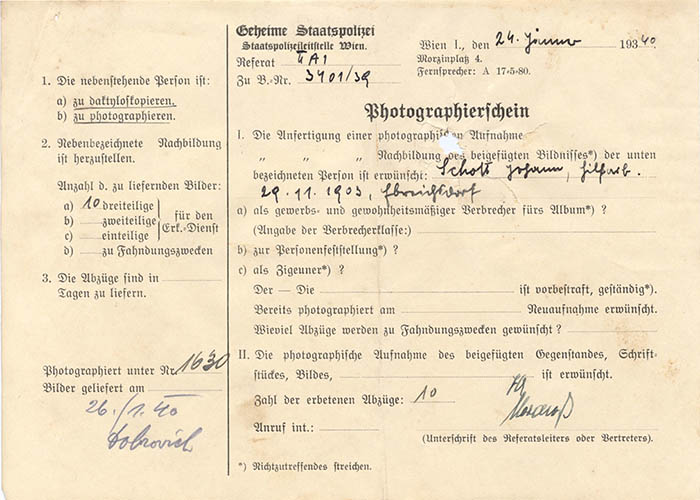 1. Die nebenstehende Person ist:
a) zu daktyloskopieren.
b) zu photographieren.
2. Nebenbezeichnete Nachbildung
ist herzustellen.
Anzahl d. zu liefernden Bilder:
a) 10 dreiteilige
b) zweiteilige
c) einteilige
für den
Erk.-Dienst
d) zu Fahndungszwecken
3. Die Abzüge sind in
Tagen zu liefern.
Photographiert unter Nr. 1630
Bilder geliefert am
26./1.40
Dobrovich
Geheime Staatspolizei
Staatspolizeileitstelle Wien.
Referat II A 1
Zu B.-Nr. 3401/39
Wien I., den 24. Jänner 1940
Morzinplatz 4.
Fernsprecher: A 17-5-80.
Photographierschein
I. Die Anfertigung einer photographischen Aufnahme
" " " Nachbildung des beigefügten Bildnisses*) der unten
bezeichneten Person ist erwünscht: Schott Johann, Hilfarb.
29.11.1903, Ebreichsdorf
a) als gewerbs- und gewohnheitsmäßiger Verbrecher fürs Album*) ?
(Angabe der Verbrecherklasse:)
b) zur Personenfeststellung*) ?
c) als Zigeuner*) ?
Der — Die ist vorbestraft, geständig*).
Bereits photographiert am Neuaufnahme erwünscht.
Wieviel Abzüge werden zu Fahndungszwecken gewünscht ?
II. Die photographische Aufnahme des beigefügten Gegenstandes, Schrift-
stückes, Bildes, ist erwünscht.
Zahl der erbetenen Abzüge: 10
Anruf int.:
(Unterschrift des Referatsleiters oder Vertreters).
*) Nichtzutreffendes streichen.